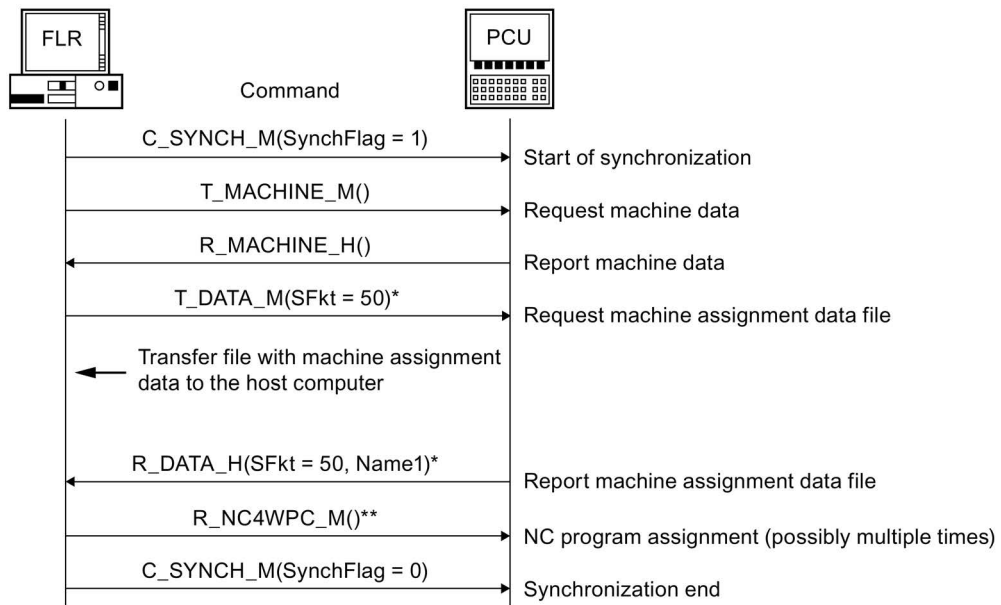 FLR
PCU
Command
C_SYNCH_M(SynchFlag = 1)
Start of synchronization
T_MACHINE_M()
Request machine data
R_MACHINE_H()
Report machine data
T_DATA_M(SFkt = 50)*
Request machine assignment data file
Transfer file with machine assignment
data to the host computer
R_DATA_H(SFkt = 50, Name1)*
Report machine assignment data file
R_NC4WPC_M()**
NC program assignment (possibly multiple times)
C_SYNCH_M(SynchFlag = 0)
Synchronization end